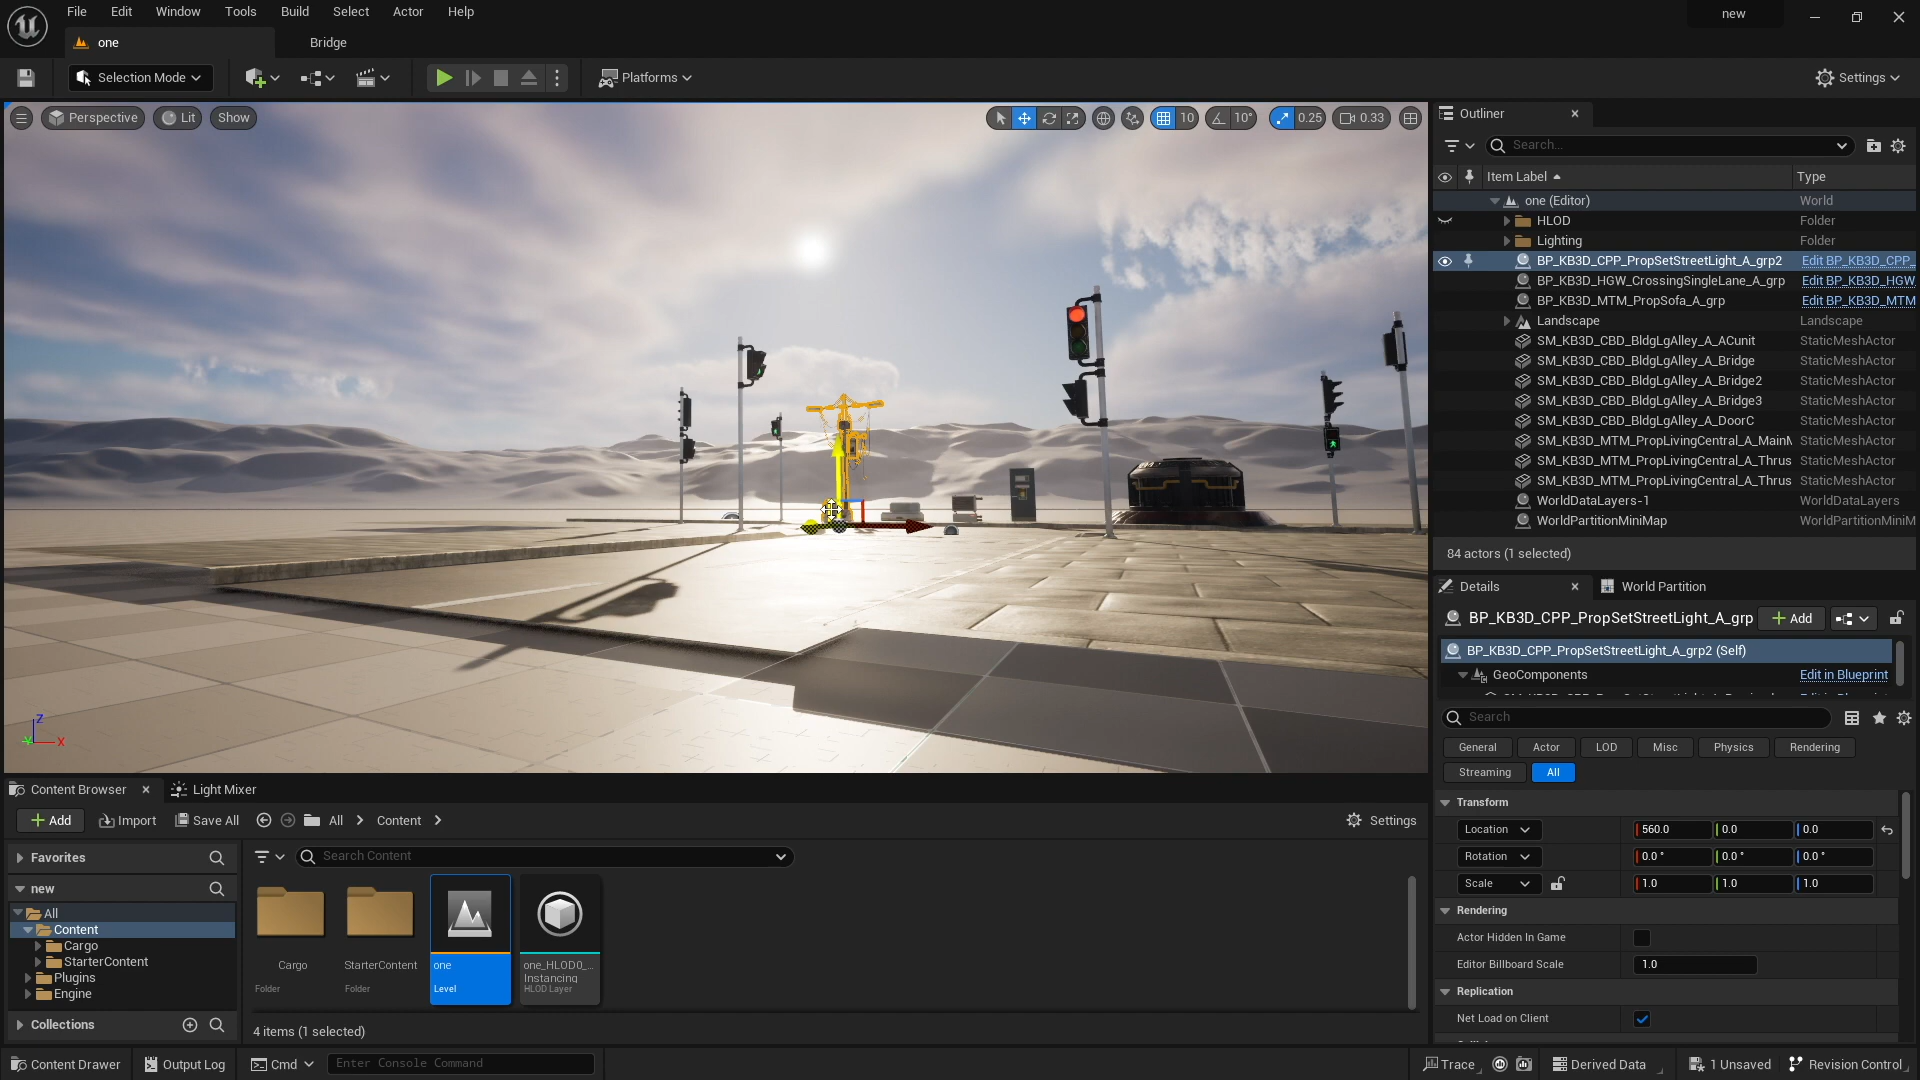 File Edit Window Tools Build Select Actor Help
new
one
Bridge
Selection Mode
Platforms
Settings
Perspective
Lit
Show
10
10°
0.25
0.33
Outliner
Search...
Item Label
Type
one (Editor)
World
HLOD
Folder
Lighting
Folder
BP_KB3D_CPP_PropSetStreetLight_A_grp2
Edit BP_KB3D_CPP_
BP_KB3D_HGW_CrossingSingleLane_A_grp
Edit BP_KB3D_HGW
BP_KB3D_MTM_PropSofa_A_grp
Edit BP_KB3D_MTM
Landscape
Landscape
SM_KB3D_CBD_BldgLgAlley_A_ACunit
StaticMeshActor
SM_KB3D_CBD_BldgLgAlley_A_Bridge
StaticMeshActor
SM_KB3D_CBD_BldgLgAlley_A_Bridge2
StaticMeshActor
SM_KB3D_CBD_BldgLgAlley_A_Bridge3
StaticMeshActor
SM_KB3D_CBD_BldgLgAlley_A_DoorC
StaticMeshActor
SM_KB3D_MTM_PropLivingCentral_A_MainM
StaticMeshActor
SM_KB3D_MTM_PropLivingCentral_A_Thrus
StaticMeshActor
SM_KB3D_MTM_PropLivingCentral_A_Thrus
StaticMeshActor
WorldDataLayers-1
WorldDataLayers
WorldPartitionMiniMap
WorldPartitionMiniM
84 actors (1 selected)
Details
World Partition
BP_KB3D_CPP_PropSetStreetLight_A_grp
Add
BP_KB3D_CPP_PropSetStreetLight_A_grp2 (Self)
GeoComponents
Edit in Blueprint
Search
General
Actor
LOD
Misc
Physics
Rendering
Streaming
All
Transform
Location
560.0
0.0
0.0
Rotation
0.0 °
0.0 °
0.0 °
Scale
1.0
1.0
1.0
Rendering
Actor Hidden In Game
Editor Billboard Scale
1.0
Replication
Net Load on Client
Z
Y
X
Content Browser
Light Mixer
Add
Import
Save All
All
Content
Settings
Favorites
new
All
Content
Cargo
StarterContent
Plugins
Engine
Collections
Search Content
Cargo
Folder
StarterContent
Folder
one
Level
one_HLOD0_...
Instancing
HLOD Layer
4 items (1 selected)
Content Drawer
Output Log
Cmd
Enter Console Command
Trace
Derived Data
1 Unsaved
Revision Control